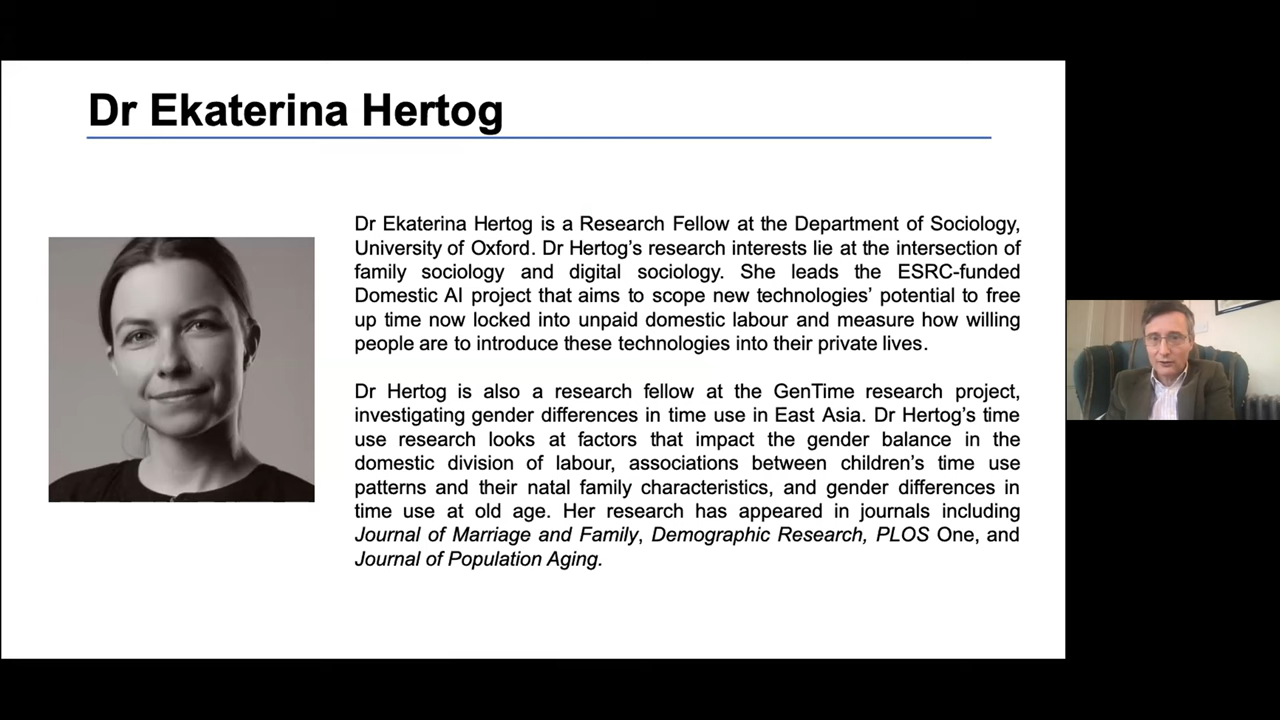 Dr Ekaterina Hertog
Dr Ekaterina Hertog is a Research Fellow at the Department of Sociology,
University of Oxford. Dr Hertog’s research interests lie at the intersection of
family sociology and digital sociology. She leads the ESRC-funded
Domestic AI project that aims to scope new technologies’ potential to free
up time now locked into unpaid domestic labour and measure how willing
people are to introduce these technologies into their private lives.
Dr Hertog is also a research fellow at the GenTime research project,
investigating gender differences in time use in East Asia. Dr Hertog’s time
use research looks at factors that impact the gender balance in the
domestic division of labour, associations between children’s time use
patterns and their natal family characteristics, and gender differences in
time use at old age. Her research has appeared in journals including
Journal of Marriage and Family, Demographic Research, PLOS One, and
Journal of Population Aging.